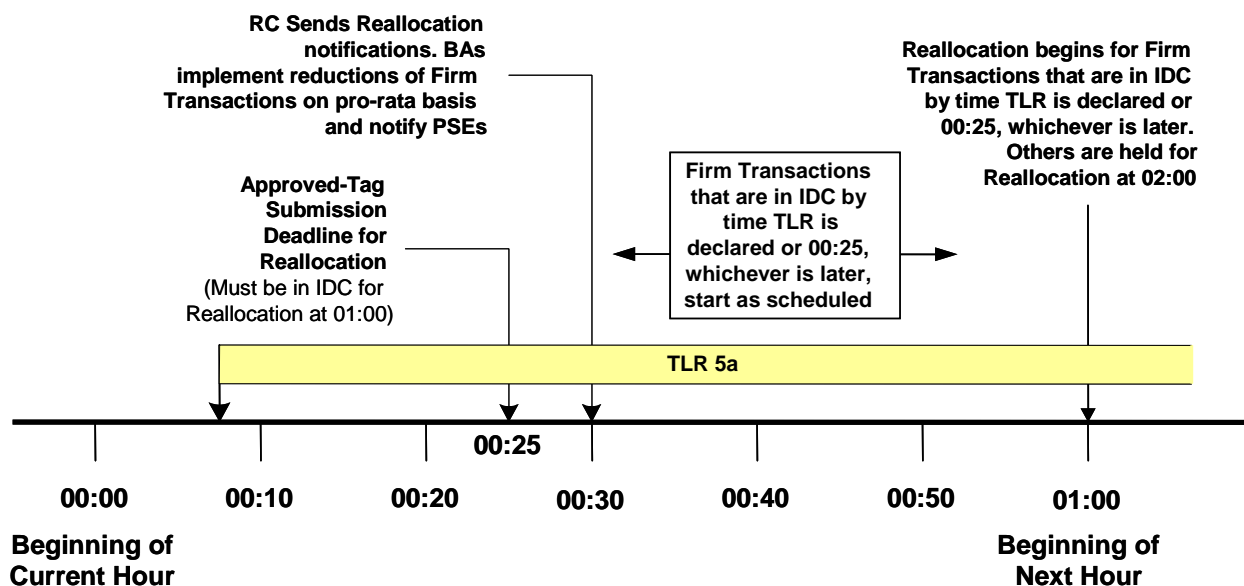 RC Sends Reallocation
notifications. BAs
implement reductions of Firm
Transactions on pro-rata basis
and notify PSEs
Reallocation begins for Firm
Transactions that are in IDC
by time TLR is declared or
00:25, whichever is later.
Others are held for
Reallocation at 02:00
Approved-Tag
Submission
Deadline for
Reallocation
(Must be in IDC for
Reallocation at 01:00)
Firm Transactions
that are in IDC by
time TLR is
declared or 00:25,
whichever is later,
start as scheduled
TLR 5a
00:25
00:00
00:10
00:20
00:30
00:40
00:50
01:00
Beginning of
Current Hour
Beginning of
Next Hour